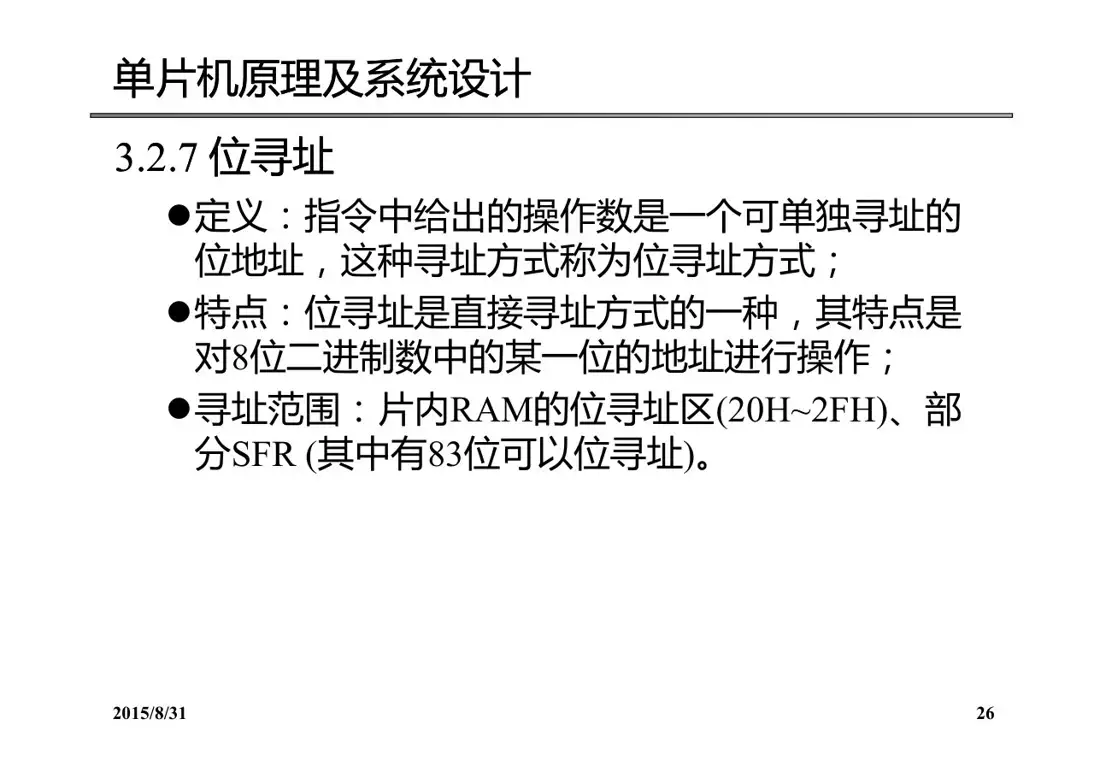 单片机原理及系统设计
3.2.7 位寻址
●定义：指令中给出的操作数是一个可单独寻址的
位地址，这种寻址方式称为位寻址方式；
●特点：位寻址是直接寻址方式的一种，其特点是
对8位二进制数中的某一位的地址进行操作；
●寻址范围：片内RAM的位寻址区(20H~2FH)、部
分SFR (其中有83位可以位寻址)。
2015/8/31
26